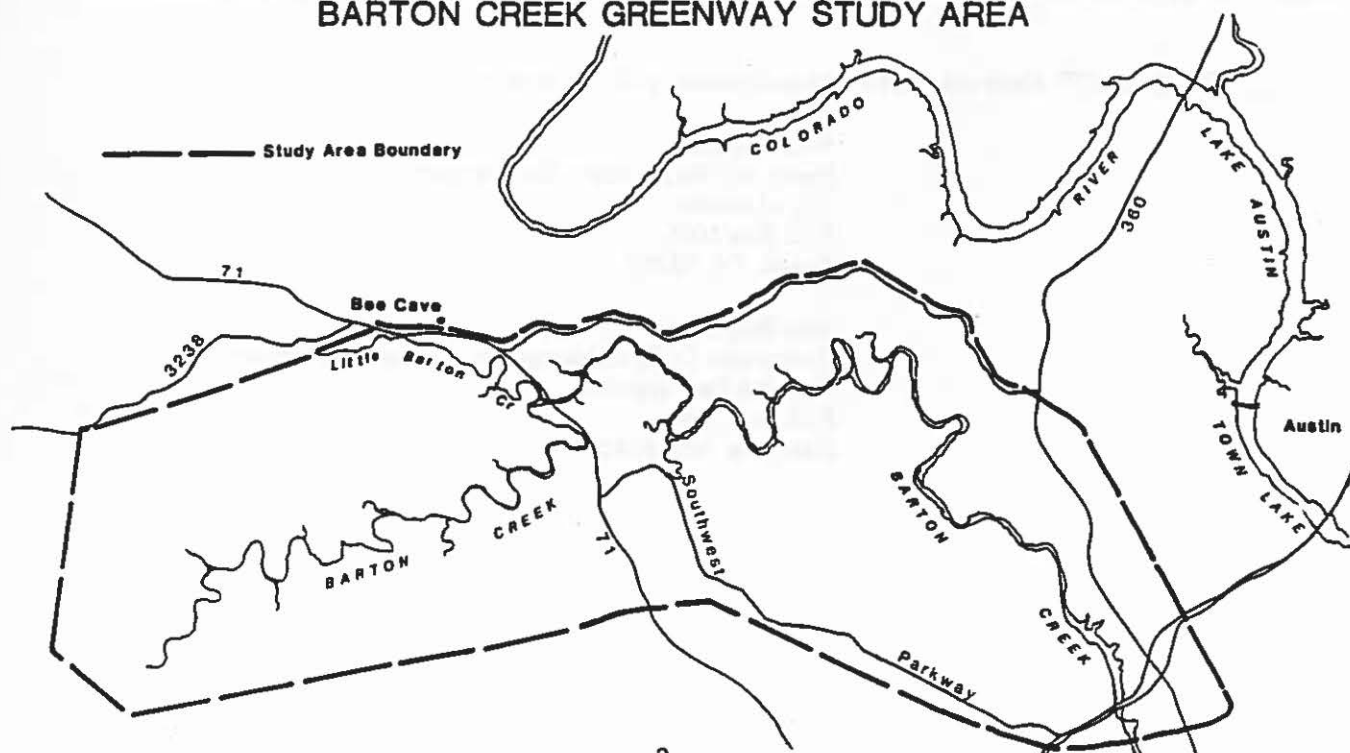 BARTON CREEK GREENWAY STUDY AREA
COLORADO
RIVER
LAKE AUSTIN
Study Area Boundary
360
71
Bee Cave
3238
Little Barton Cr
TOWN LAKE
Austin
Southwest
BARTON
CREEK
BARTON
CREEK
71
Parkway